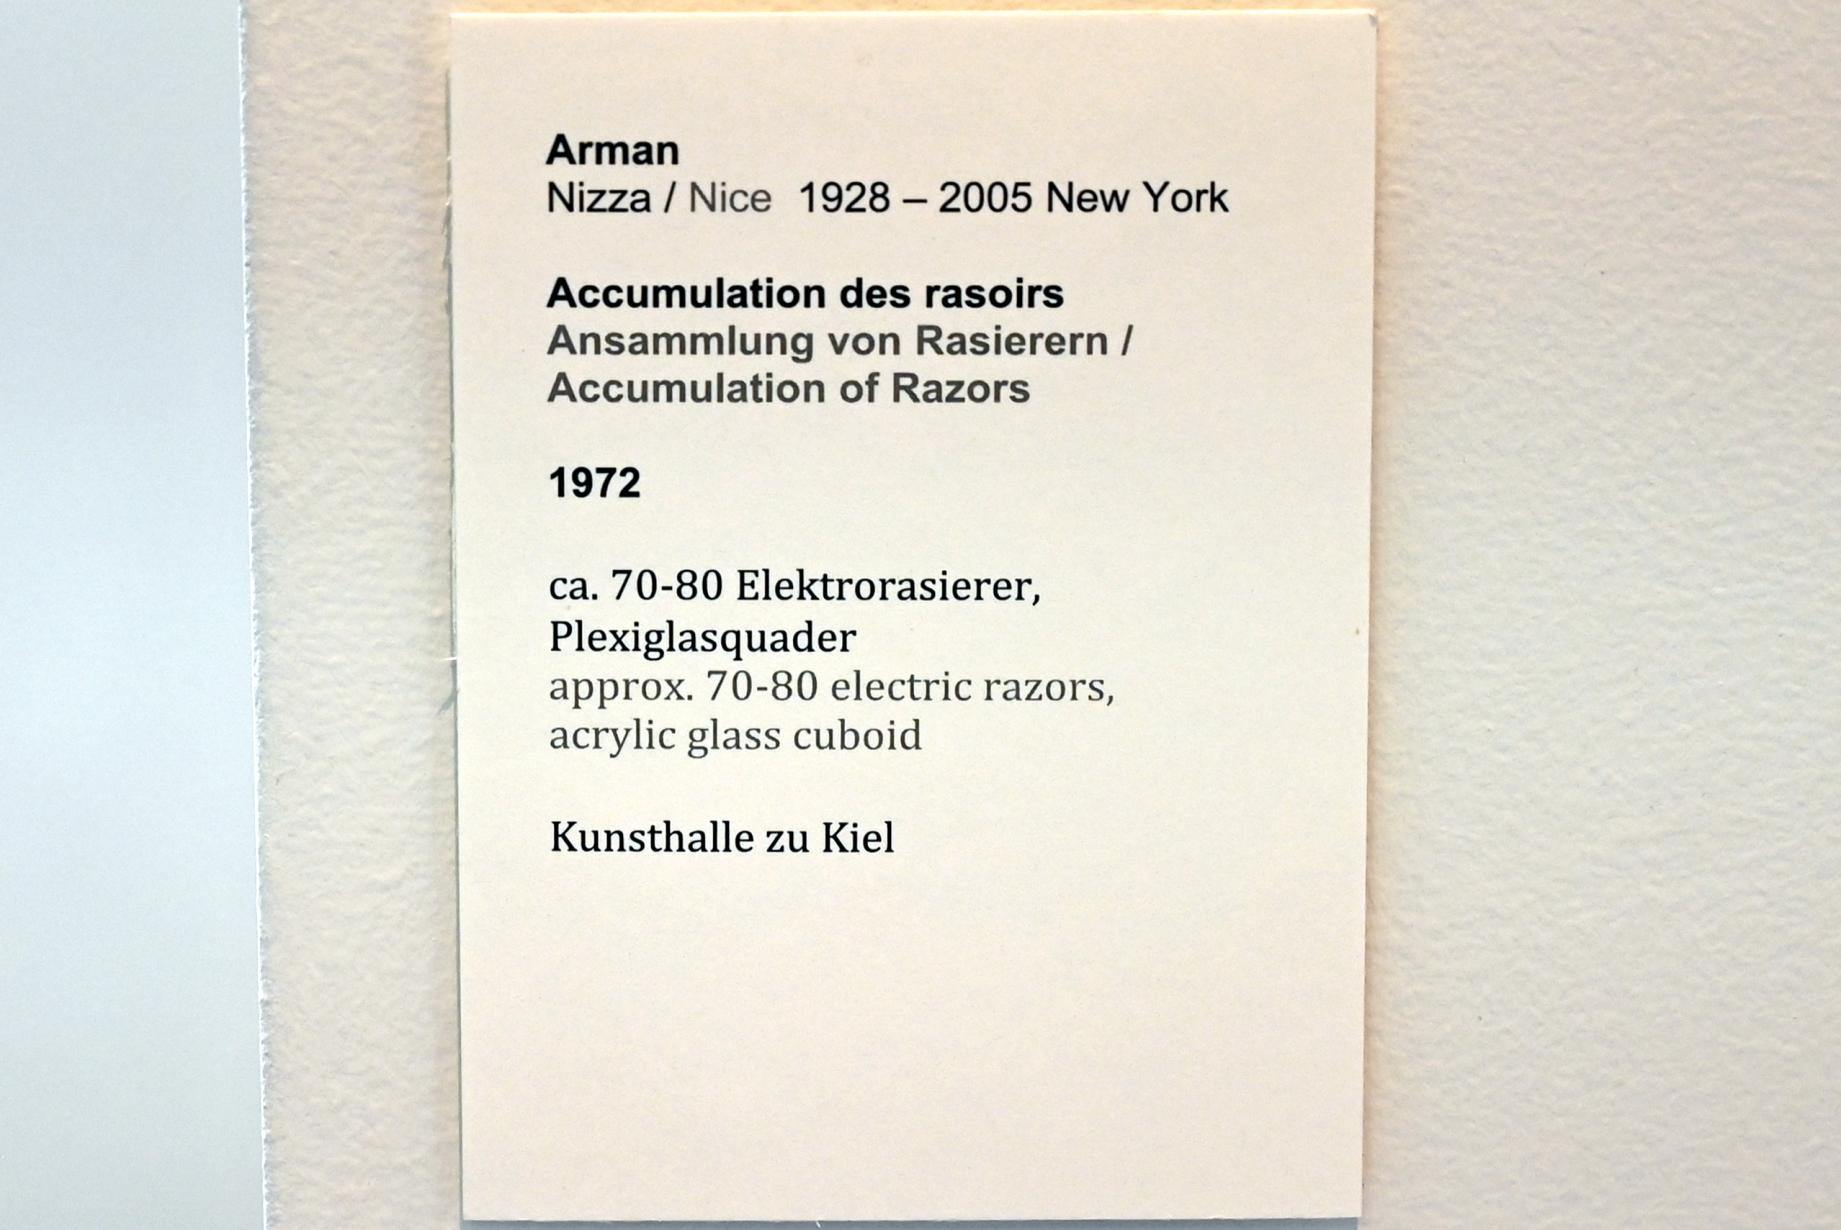 Arman
Nizza / Nice 1928 – 2005 New York
Accumulation des rasoirs
Ansammlung von Rasierern /
Accumulation of Razors
1972
ca. 70-80 Elektrorasierer,
Plexiglasquader
approx. 70-80 electric razors,
acrylic glass cuboid
Kunsthalle zu Kiel